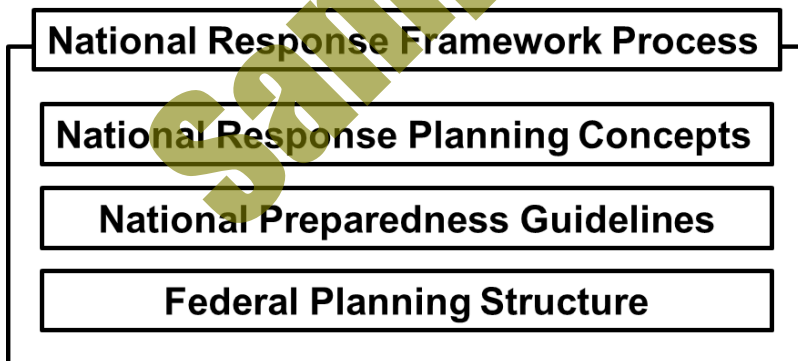 National Response Framework Process
National Response Planning Concepts
National Preparedness Guidelines
Federal Planning Structure